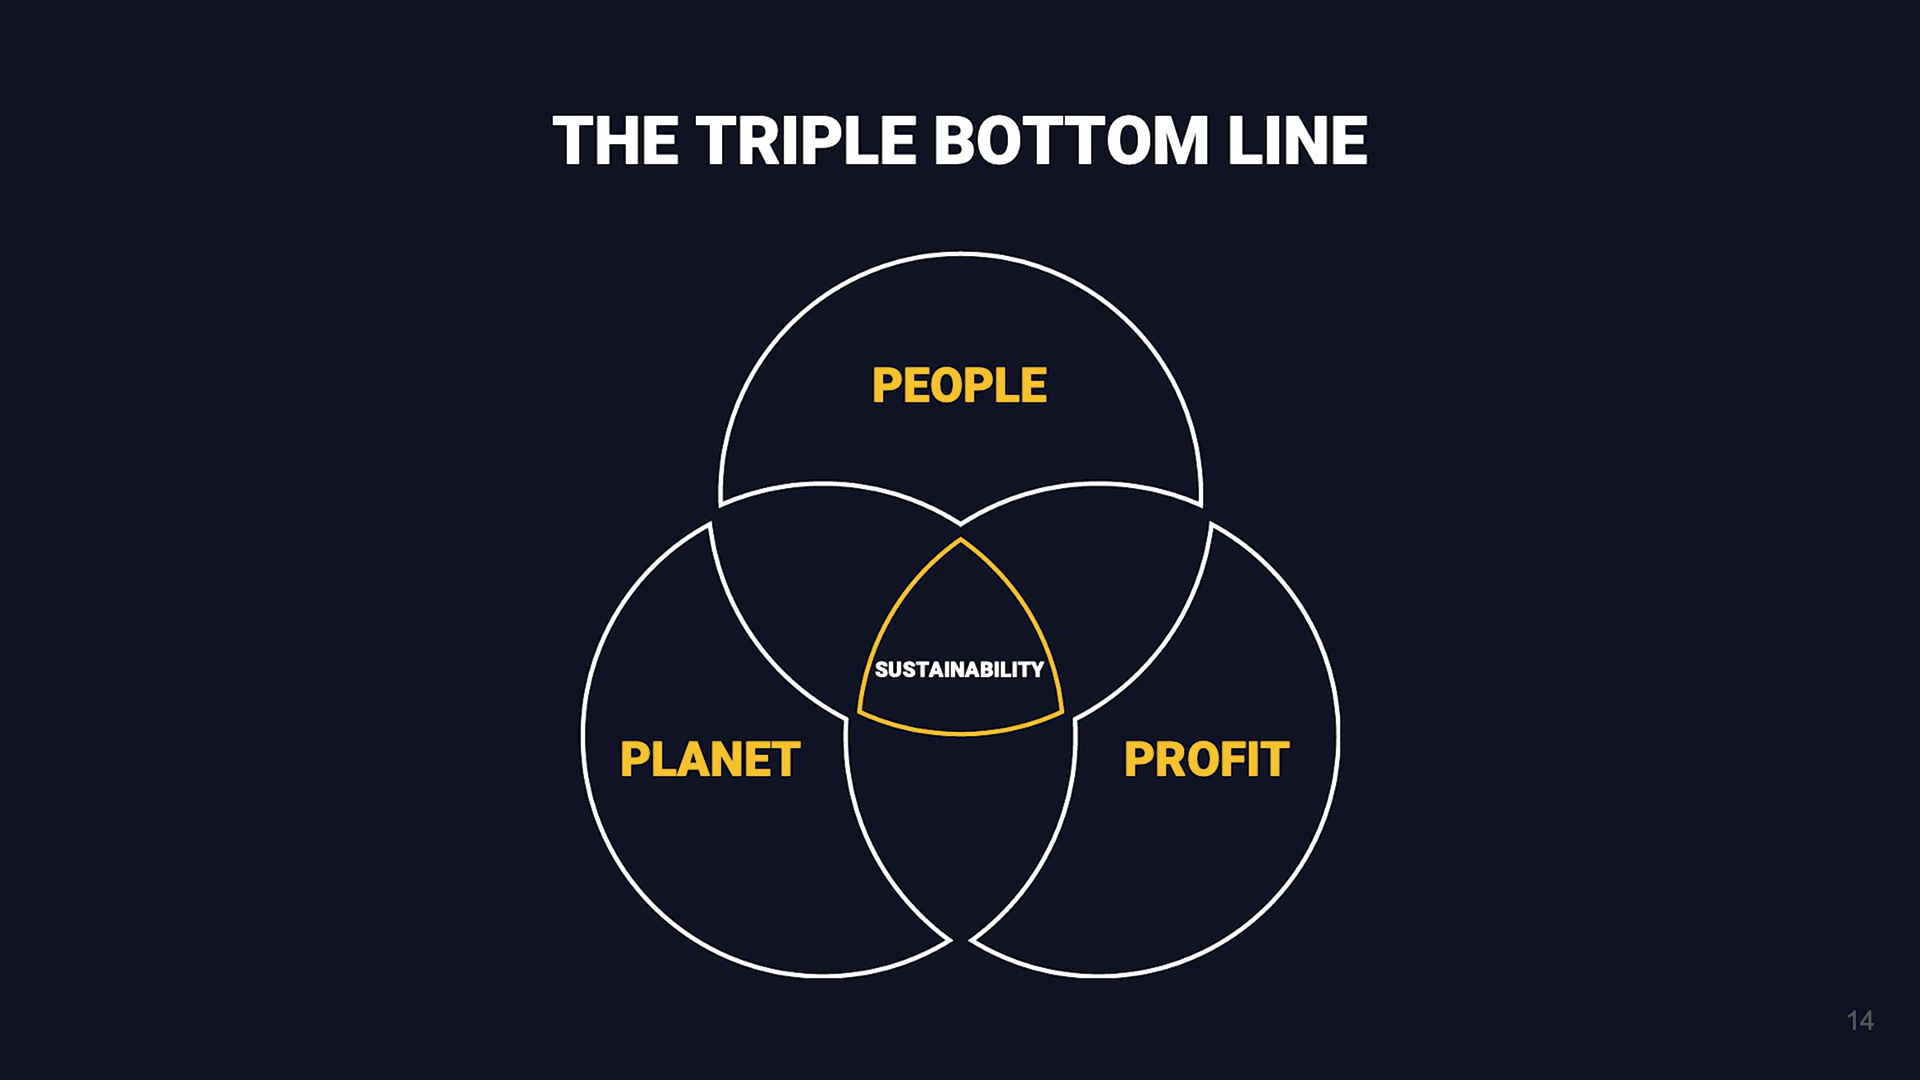 THE TRIPLE BOTTOM LINE
PEOPLE
SUSTAINABILITY
PLANET
PROFIT
14